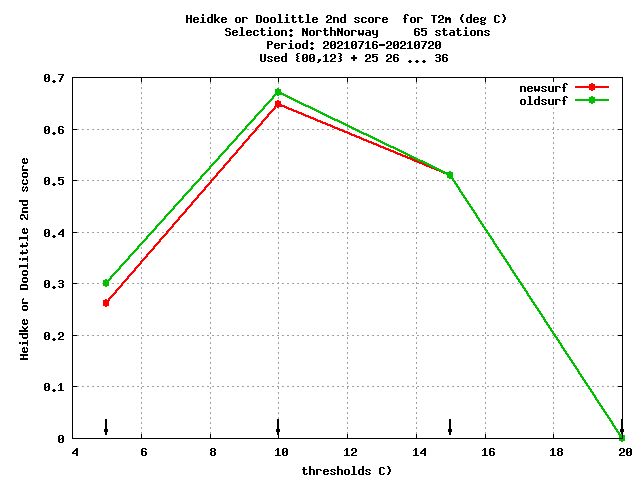 Heidke or Doolittle 2nd score  for T2m (deg C)
Selection: NorthNorway     65 stations
Period: 20210716-20210720
Used {00,12} + 25 26 ... 36
newsurf
oldsurf
Heidke or Doolittle 2nd score
0.7
0.6
0.5
0.4
0.3
0.2
0.1
0
4 6 8 10 12 14 16 18 20
thresholds C)